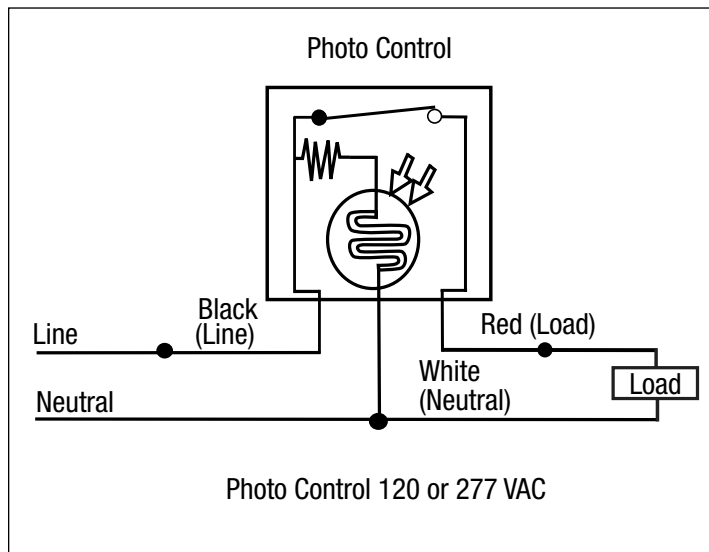 Photo Control
Black
(Line)
Line
Red (Load)
White
(Neutral)
Load
Neutral
Photo Control 120 or 277 VAC